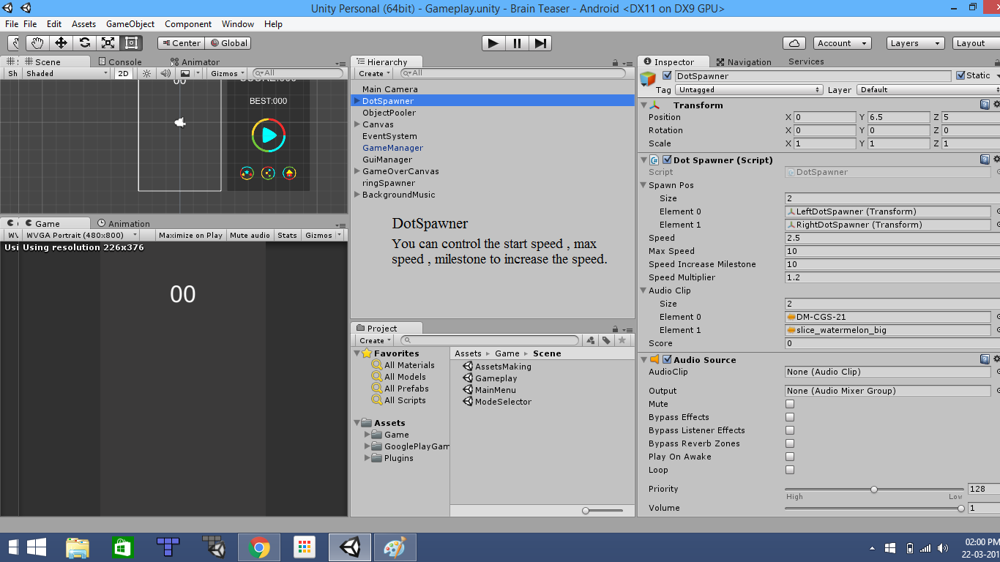 Unity Personal (64bit) - Gameplay.unity - Brain Teaser - Android <DX11 on DX9 GPU>
File File Edit Assets GameObject Component Window Help
Center Global Account Layers Layout
Scene Console Animator
Sh Shaded 2D Gizmos All
00
BEST:000
Game Animation
WVGA Portrait (480x800) Maximize on Play Mute audio Stats Gizmos
Usi Using resolution 226x376
00
Hierarchy
Create All
Main Camera
DotSpawner
ObjectPooler
Canvas
EventSystem
GameManager
GuiManager
GameOverCanvas
ringSpawner
BackgroundMusic
DotSpawner
You can control the start speed , max
speed , milestone to increase the speed.
Project
Create
Favorites
All Materials
All Models
All Prefabs
All Scripts
Assets
Game
GooglePlayGam
Plugins
Assets Game Scene
AssetsMaking
Gameplay
MainMenu
ModeSelector
Inspector Navigation Services
DotSpawner Static
Tag Untagged Layer Default
Transform
Position X 0 Y 6.5 Z 5
Rotation X 0 Y 0 Z 0
Scale X 1 Y 1 Z 1
Dot Spawner (Script)
Script DotSpawner
Spawn Pos
Size 2
Element 0 LeftDotSpawner (Transform)
Element 1 RightDotSpawner (Transform)
Speed 2.5
Max Speed 10
Speed Increase Milestone 10
Speed Multiplier 1.2
Audio Clip
Size 2
Element 0 DM-CGS-21
Element 1 slice_watermelon_big
Score 0
Audio Source
AudioClip None (Audio Clip)
Output None (Audio Mixer Group)
Mute
Bypass Effects
Bypass Listener Effects
Bypass Reverb Zones
Play On Awake
Loop
Priority 128
High Low
Volume 1
02:00 PM
22-03-201